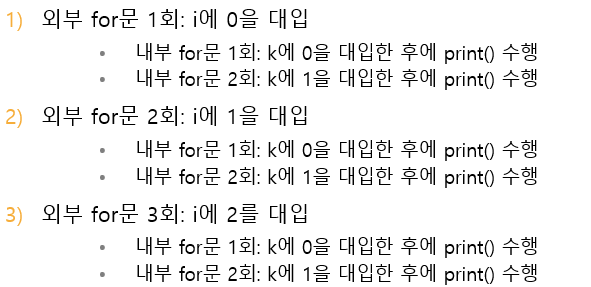 1) 외부 for문 1회: i에 0을 대입
• 내부 for문 1회: k에 0을 대입한 후에 print() 수행
• 내부 for문 2회: k에 1을 대입한 후에 print() 수행
2) 외부 for문 2회: i에 1을 대입
• 내부 for문 1회: k에 0을 대입한 후에 print() 수행
• 내부 for문 2회: k에 1을 대입한 후에 print() 수행
3) 외부 for문 3회: i에 2를 대입
• 내부 for문 1회: k에 0을 대입한 후에 print() 수행
• 내부 for문 2회: k에 1을 대입한 후에 print() 수행